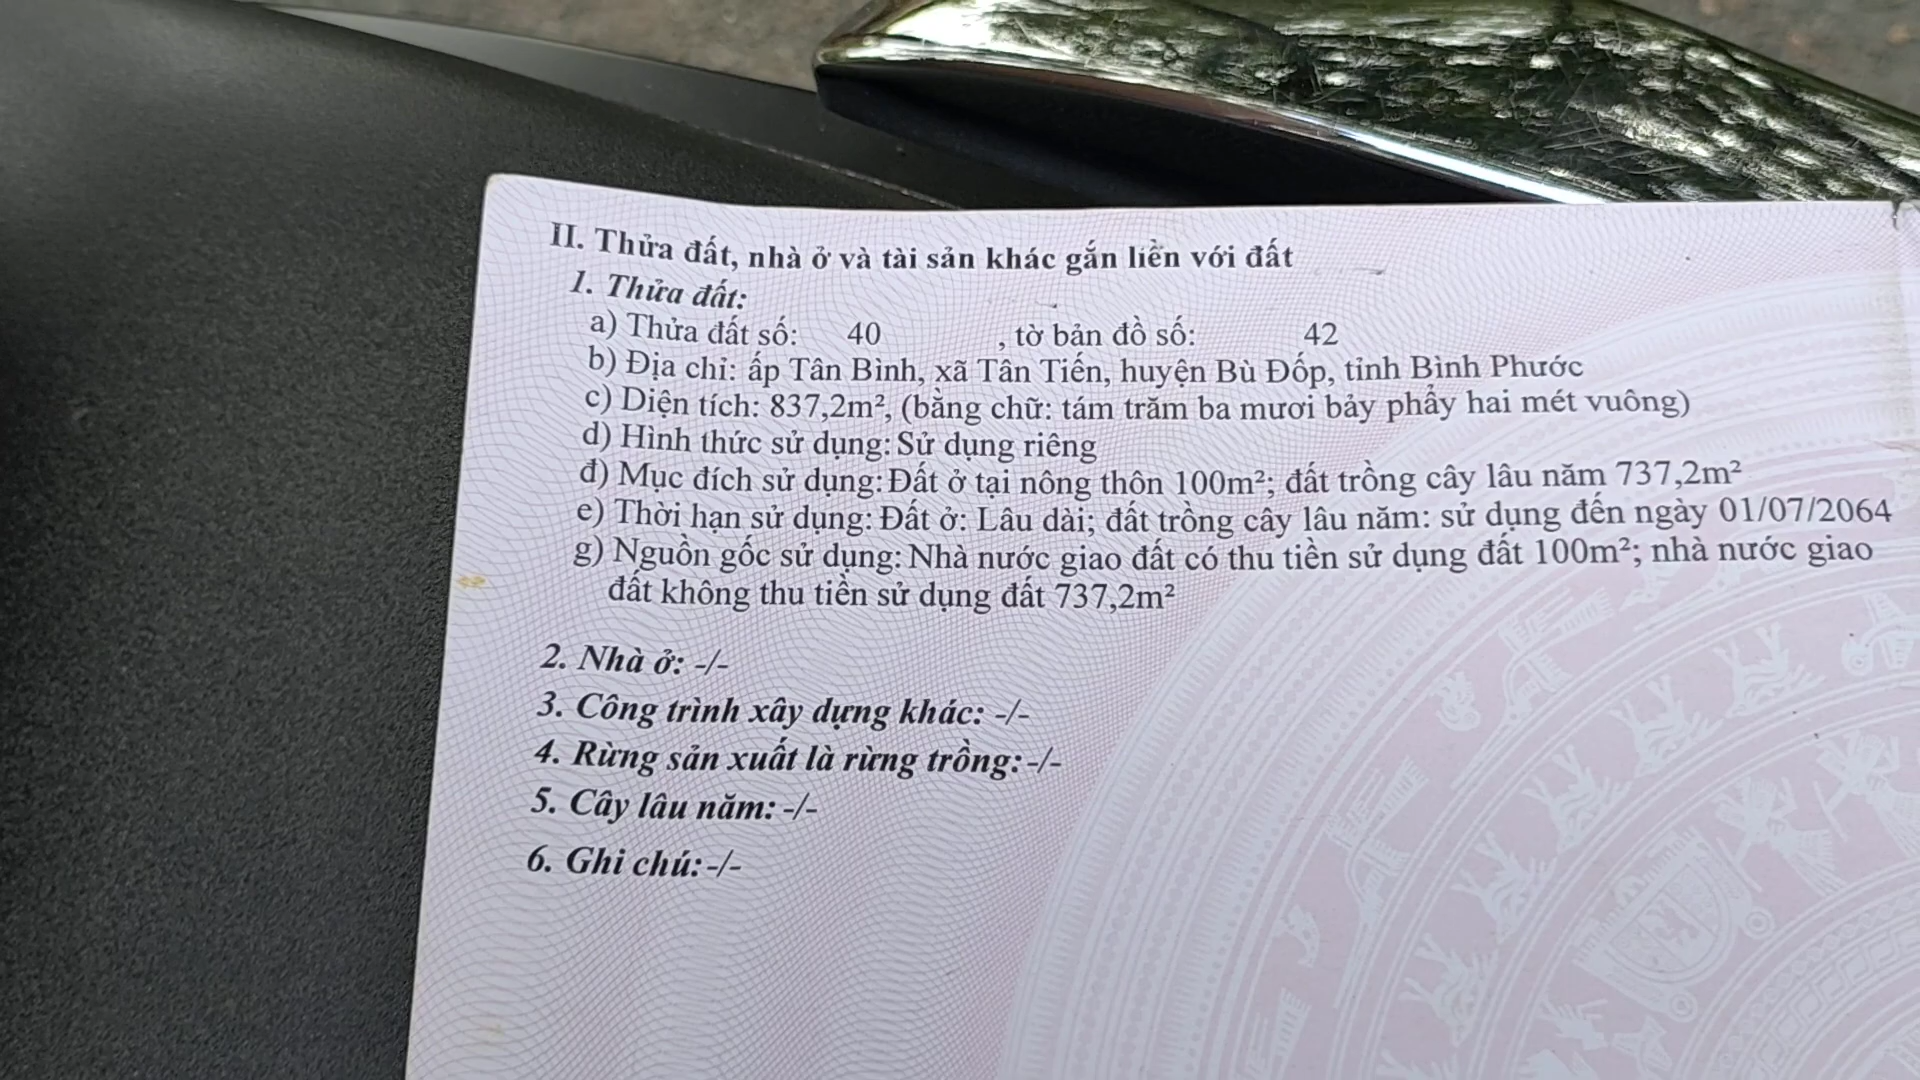 II. Thửa đất, nhà ở và tài sản khác gắn liền với đất
1. Thửa đất:
a) Thửa đất số: 40 , tờ bản đồ số: 42
b) Địa chỉ: ấp Tân Bình, xã Tân Tiến, huyện Bù Đốp, tỉnh Bình Phước
c) Diện tích: 837,2m², (bằng chữ: tám trăm ba mươi bảy phẩy hai mét vuông)
d) Hình thức sử dụng: Sử dụng riêng
đ) Mục đích sử dụng: Đất ở tại nông thôn 100m²; đất trồng cây lâu năm 737,2m²
e) Thời hạn sử dụng: Đất ở: Lâu dài; đất trồng cây lâu năm: sử dụng đến ngày 01/07/2064
g) Nguồn gốc sử dụng: Nhà nước giao đất có thu tiền sử dụng đất 100m²; nhà nước giao
đất không thu tiền sử dụng đất 737,2m²
2. Nhà ở: -/-
3. Công trình xây dựng khác: -/-
4. Rừng sản xuất là rừng trồng: -/-
5. Cây lâu năm: -/-
6. Ghi chú: -/-